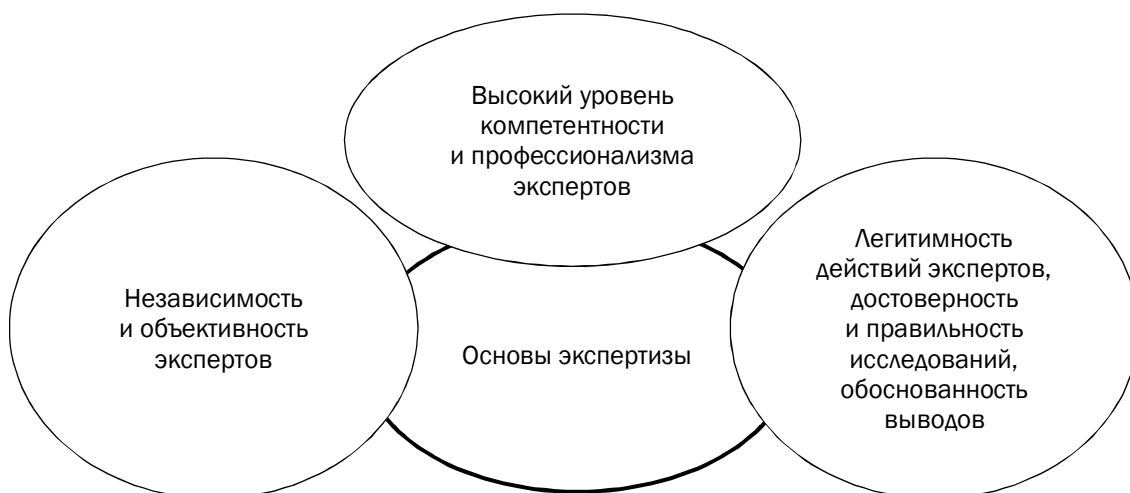 Высокий уровень
компетентности
и профессионализма
экспертов
Независимость
и объективность
экспертов
Основы экспертизы
Легитимность
действий экспертов,
достоверность
и правильность
исследований,
обоснованность
выводов